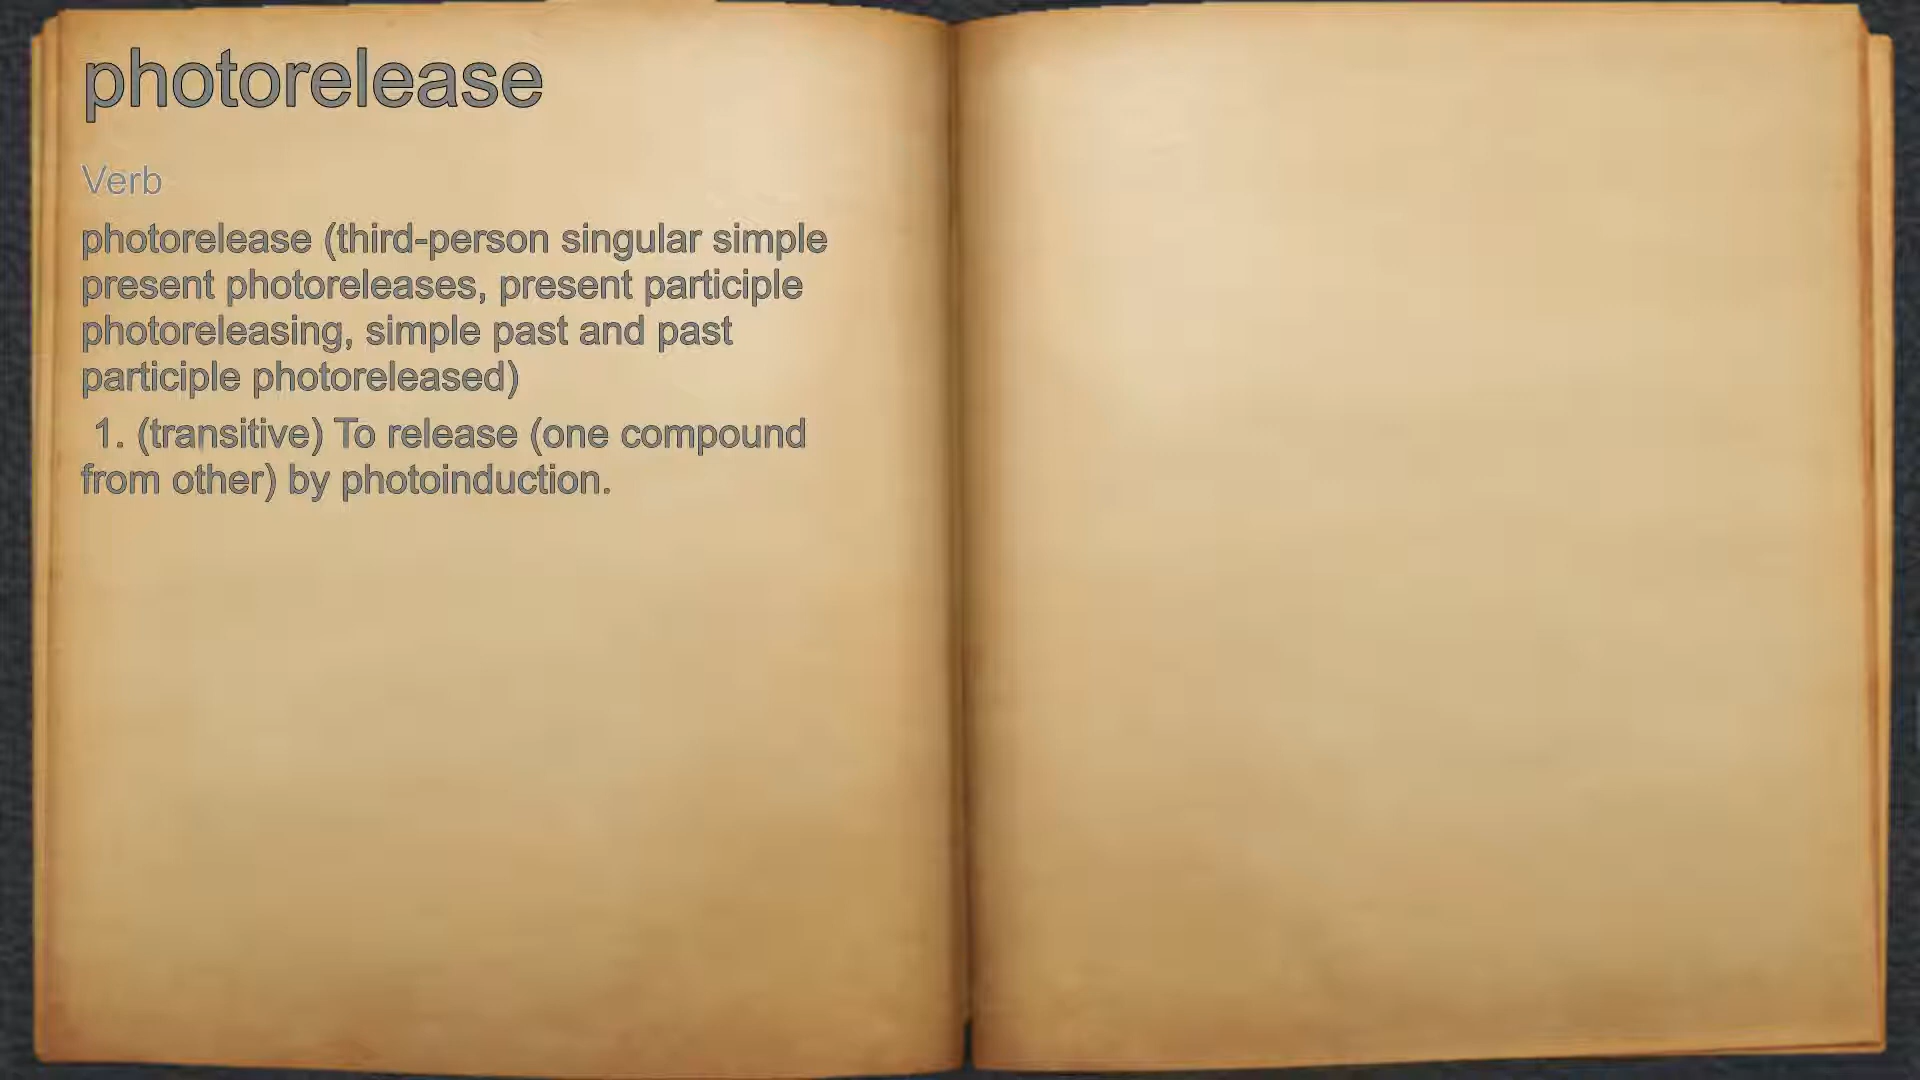 photorelease
Verb
photorelease (third-person singular simple
present photoreleases, present participle
photoreleasing, simple past and past
participle photoreleased)
1. (transitive) To release (one compound
from other) by photoinduction.